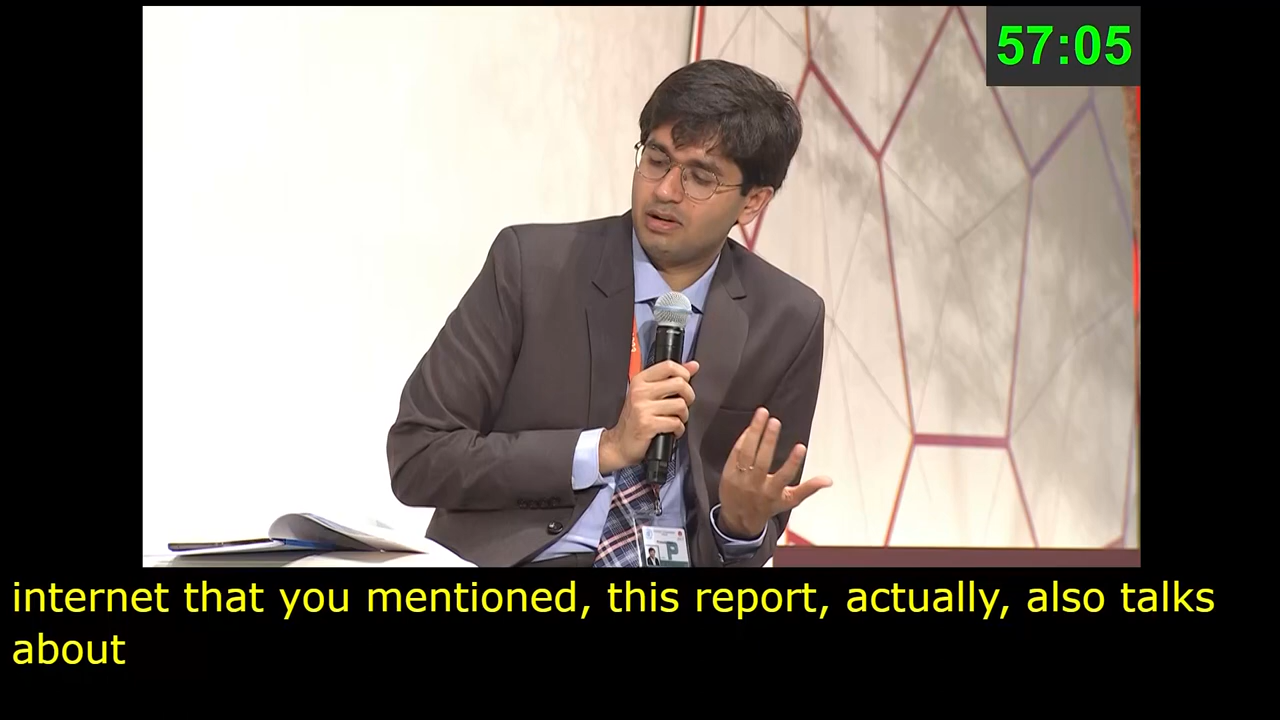 57:05
P
internet that you mentioned, this report, actually, also talks
about